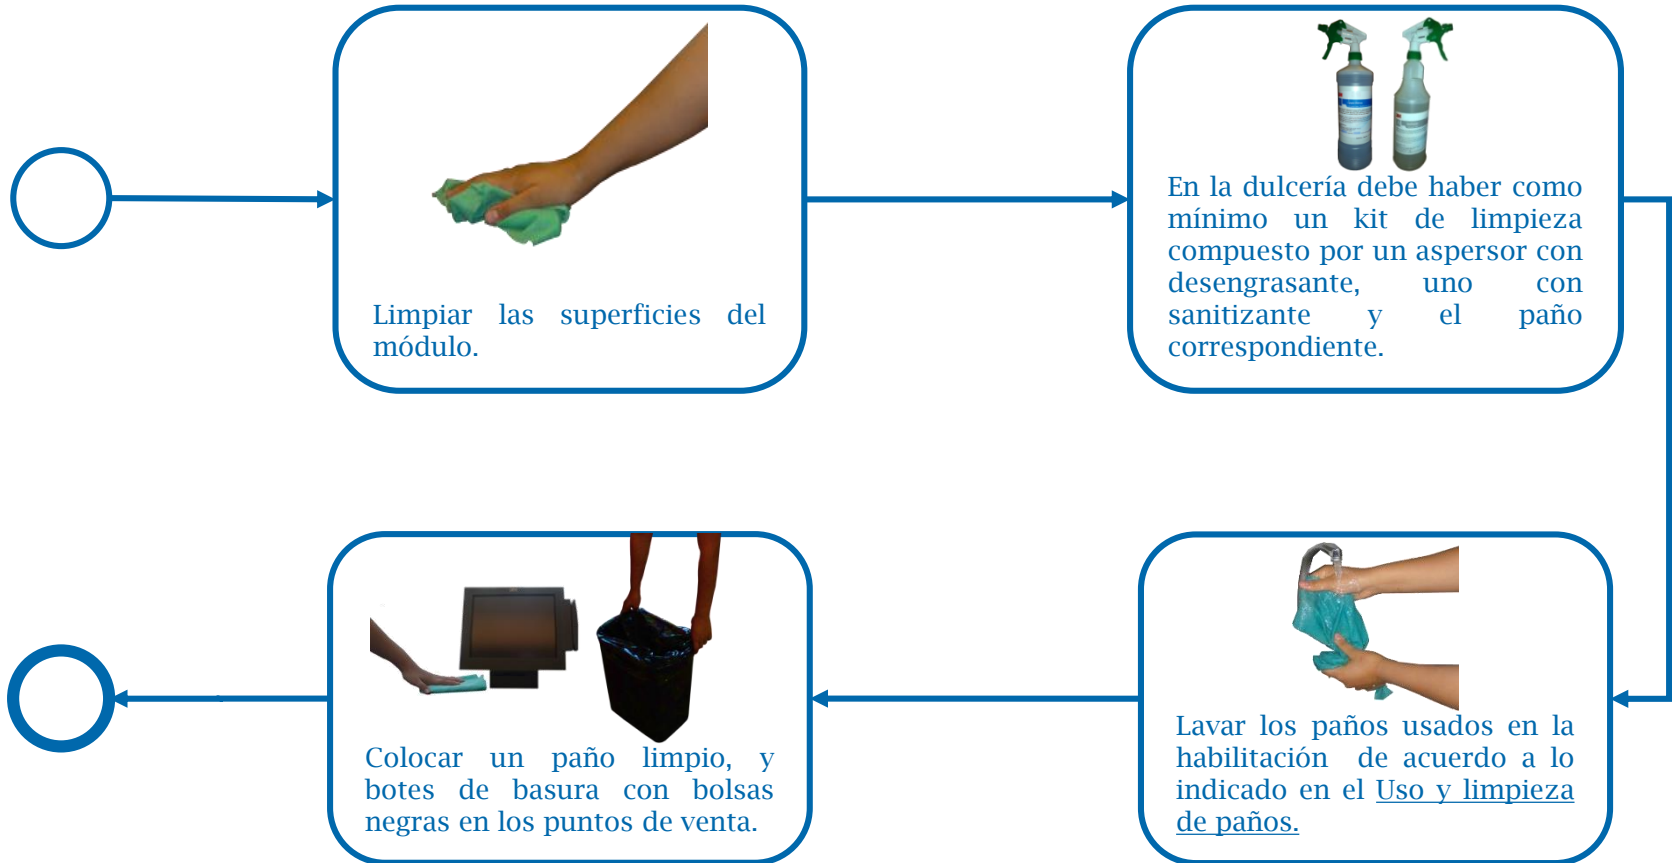 Limpiar las superficies del
módulo.
En la dulcería debe haber como
mínimo un kit de limpieza
compuesto por un aspersor con
desengrasante, uno con
sanitizante y el paño
correspondiente.
Lavar los paños usados en la
habilitación de acuerdo a lo
indicado en el Uso y limpieza
de paños.
Colocar un paño limpio, y
botes de basura con bolsas
negras en los puntos de venta.